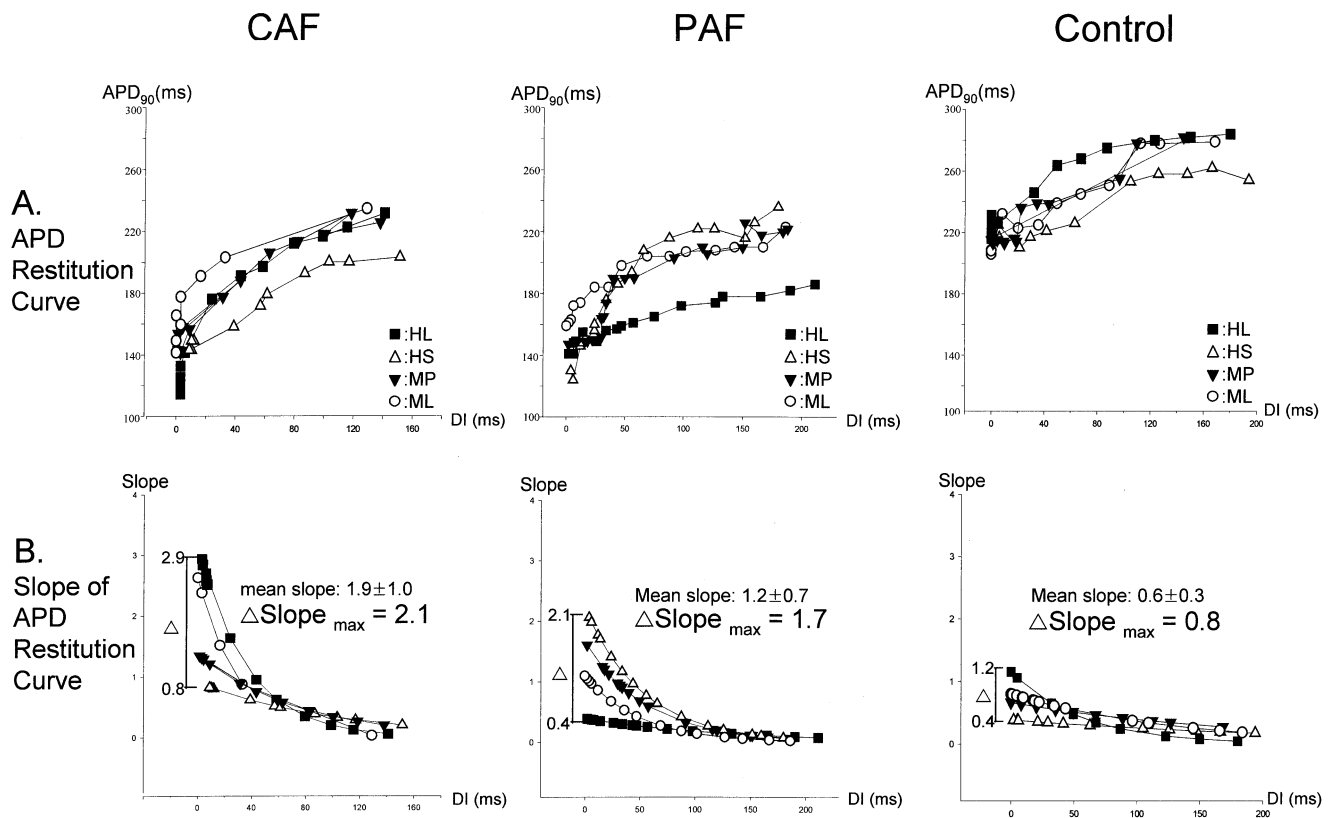 CAF PAF Control
APD90(ms) APD90(ms) APD90(ms)
300 300 300
260 260 260
220 220 220
180 180 180
140 140 140
100 100 100
A.
APD
Restitution
Curve
■:HL ■:HL ■:HL
△:HS △:HS △:HS
▼:MP ▼:MP ▼:MP
○:ML ○:ML ○:ML
DI (ms) DI (ms) DI (ms)
0 40 80 120 160 0 50 100 150 200 0 40 80 120 160 200
Slope Slope Slope
4 4 4
3 3 3
2 2 2
1 1 1
0 0 0
B.
Slope of
APD
Restitution
Curve
2.9
△
0.8
mean slope: 1.9±1.0
△Slope max = 2.1
2.1
△
0.4
Mean slope: 1.2±0.7
△Slope max = 1.7
1.2
△
0.4
Mean slope: 0.6±0.3
△Slope max = 0.8
DI (ms) DI (ms) DI (ms)
0 40 80 120 160 0 50 100 150 200 0 50 100 150 200